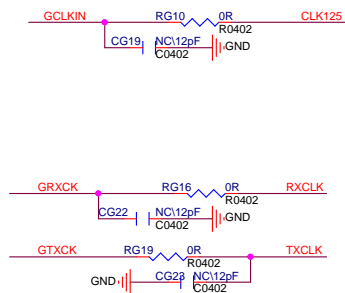 GCLKIN RG10 0R CLK125
R0402
CG19 NC\12pF GND
C0402
GRXCK RG16 0R RXCLK
R0402
CG22 NC\12pF GND
C0402
GTXCK RG19 0R TXCLK
R0402
GND CG23 NC\12pF
C0402